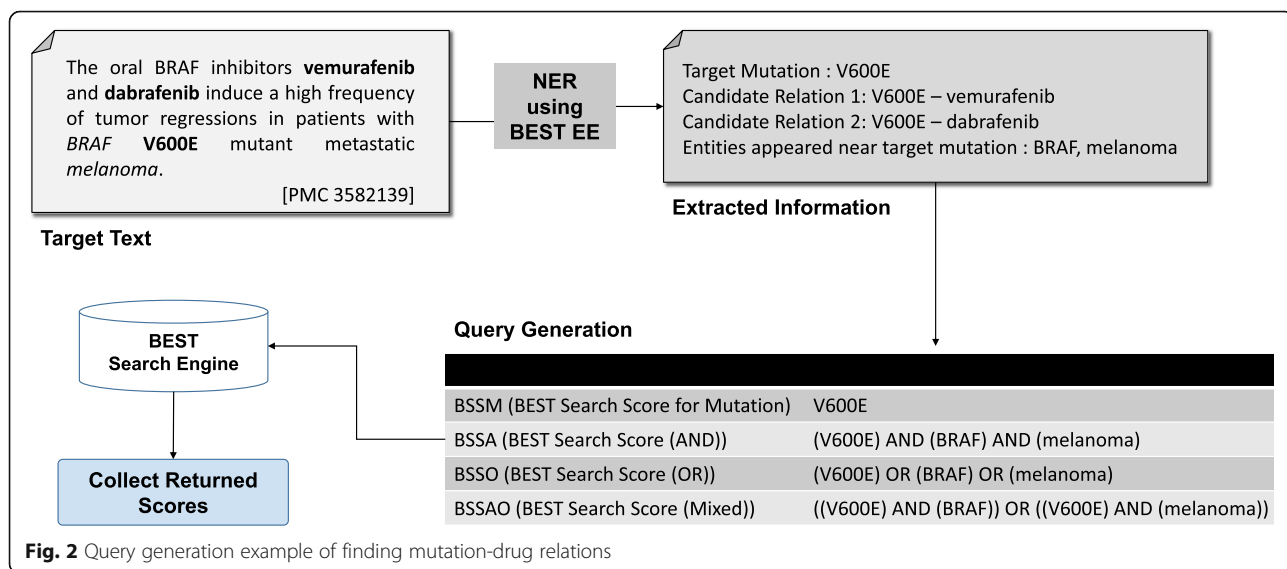 The oral BRAF inhibitors vemurafenib
and dabrafenib induce a high frequency
of tumor regressions in patients with
BRAF V600E mutant metastatic
melanoma.
[PMC 3582139]
Target Text
NER
using
BEST EE
Target Mutation : V600E
Candidate Relation 1: V600E – vemurafenib
Candidate Relation 2: V600E – dabrafenib
Entities appeared near target mutation : BRAF, melanoma
Extracted Information
Query Generation
BSSM (BEST Search Score for Mutation) V600E
BSSA (BEST Search Score (AND)) (V600E) AND (BRAF) AND (melanoma)
BSSO (BEST Search Score (OR)) (V600E) OR (BRAF) OR (melanoma)
BSSAO (BEST Search Score (Mixed)) ((V600E) AND (BRAF)) OR ((V600E) AND (melanoma))
BEST
Search Engine
Collect Returned
Scores
Fig. 2 Query generation example of finding mutation-drug relations